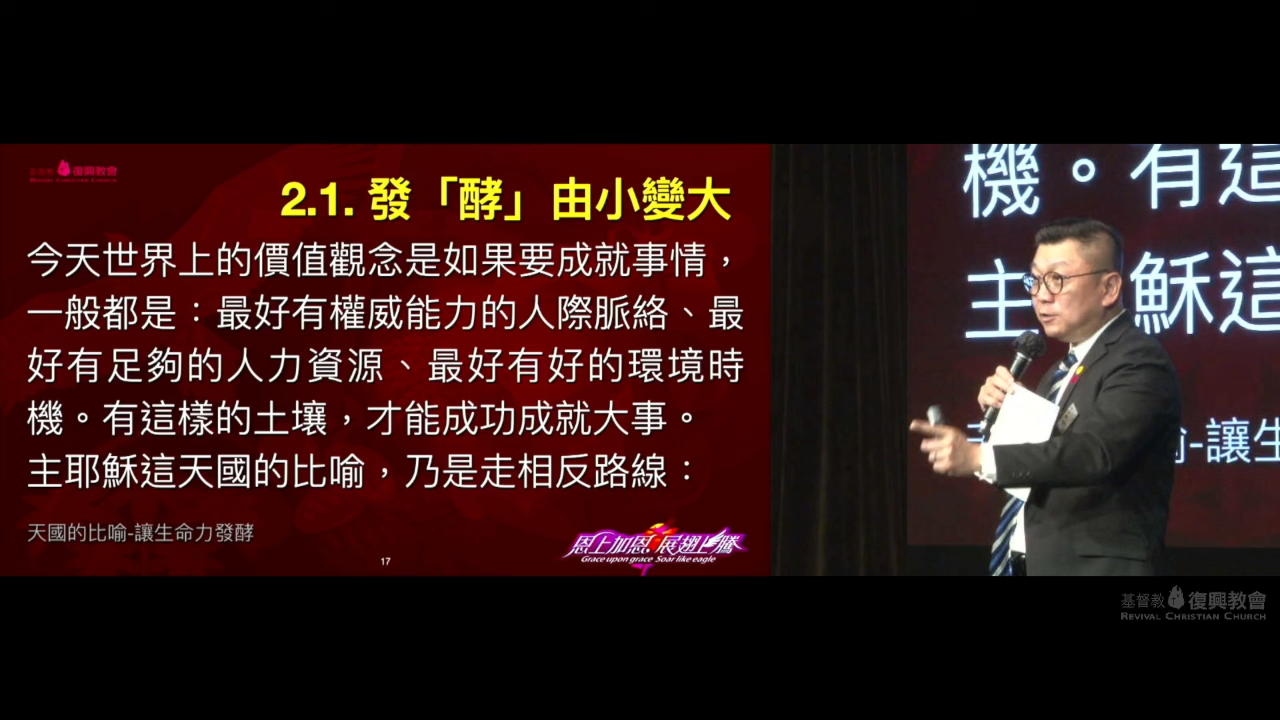 復興教會
REVIVAL CHRISTIAN CHURCH
2.1. 發「酵」由小變大
今天世界上的價值觀念是如果要成就事情，
一般都是：最好有權威能力的人際脈絡、最
好有足夠的人力資源、最好有好的環境時
機。有這樣的土壤，才能成功成就大事。
主耶穌這天國的比喻，乃是走相反路線：
天國的比喻-讓生命力發酵
17
恩上加恩 展翅上騰
Grace upon grace Soar like eagle
機。有這
主 穌這
喻-讓生
基督教 復興教會
REVIVAL CHRISTIAN CHURCH